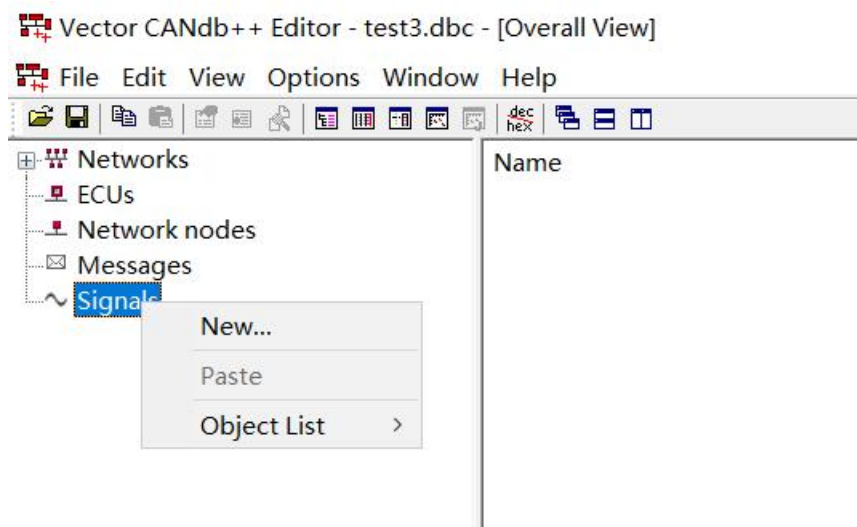 Vector CANdb++ Editor - test3.dbc - [Overall View]
File Edit View Options Window Help
dec
hex
Networks
ECUs
Network nodes
Messages
Signals
Name
New...
Paste
Object List